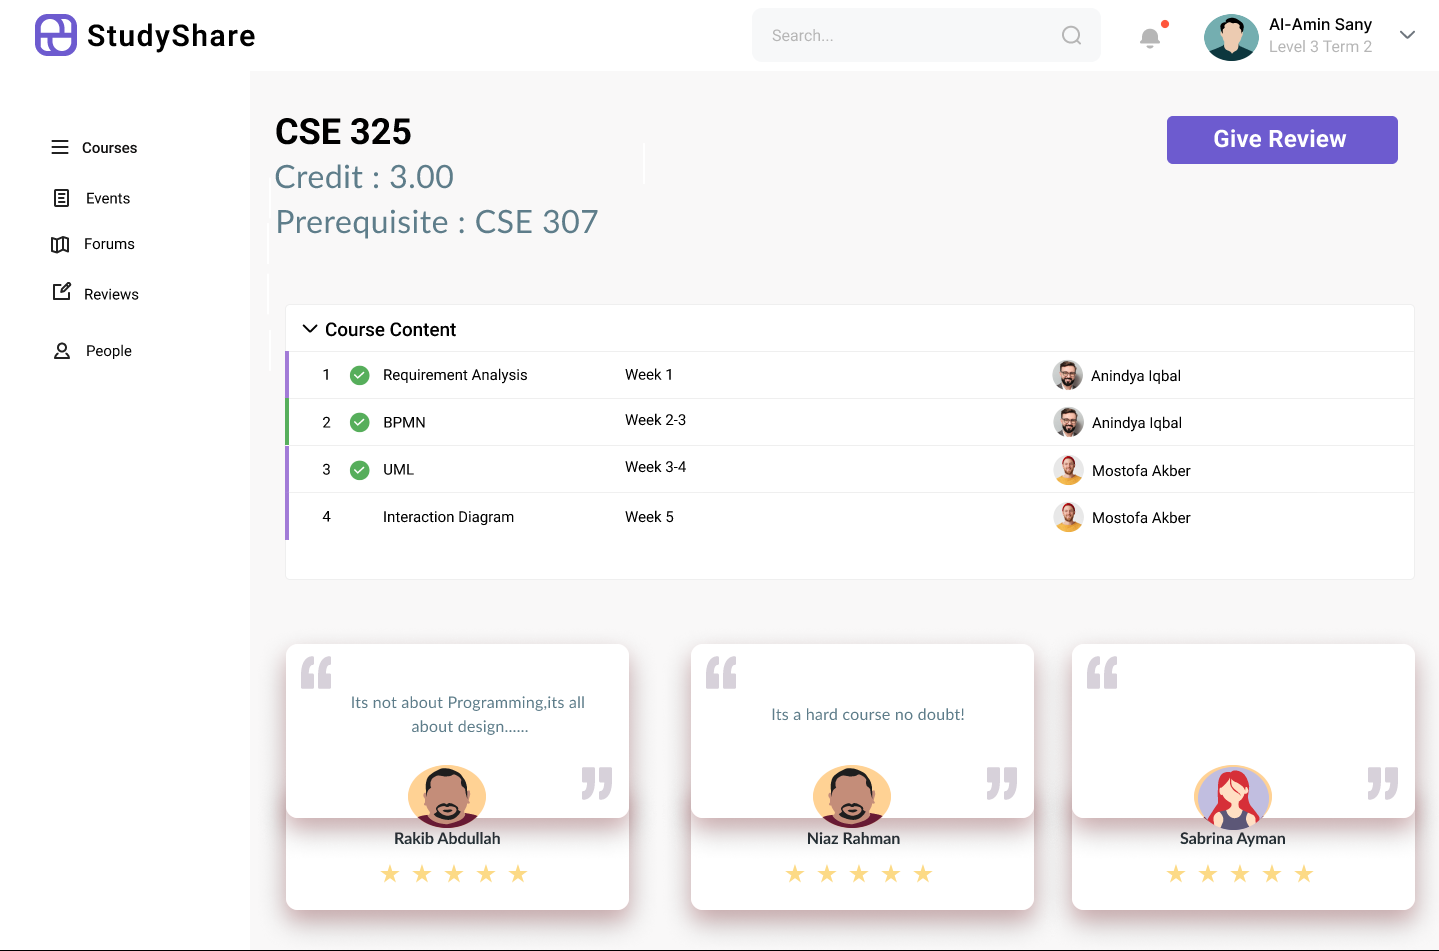 StudyShare
Search...
Al-Amin Sany
Level 3 Term 2
Courses
Events
Forums
Reviews
People
CSE 325
Credit : 3.00
Prerequisite : CSE 307
Give Review
Course Content
1 Requirement Analysis Week 1 Anindya Iqbal
2 BPMN Week 2-3 Anindya Iqbal
3 UML Week 3-4 Mostofa Akber
4 Interaction Diagram Week 5 Mostofa Akber
“
Its not about Programming,its all
about design......
”
Rakib Abdullah
“
Its a hard course no doubt!
”
Niaz Rahman
“
”
Sabrina Ayman